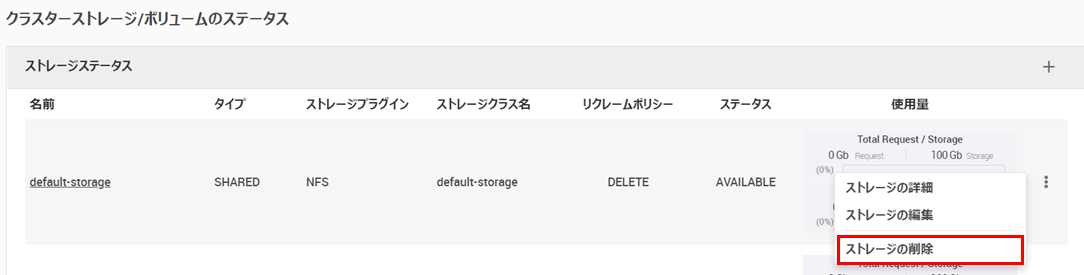 クラスターストレージ/ボリュームのステータス
ストレージステータス
名前 タイプ ストレージプラグイン ストレージクラス名 リクレームポリシー ステータス 使用量
Total Request / Storage
0 Gb Request 100 Gb Storage
(0%)
default-storage SHARED NFS default-storage DELETE AVAILABLE
ストレージの詳細
ストレージの編集
(0%)
ストレージの削除